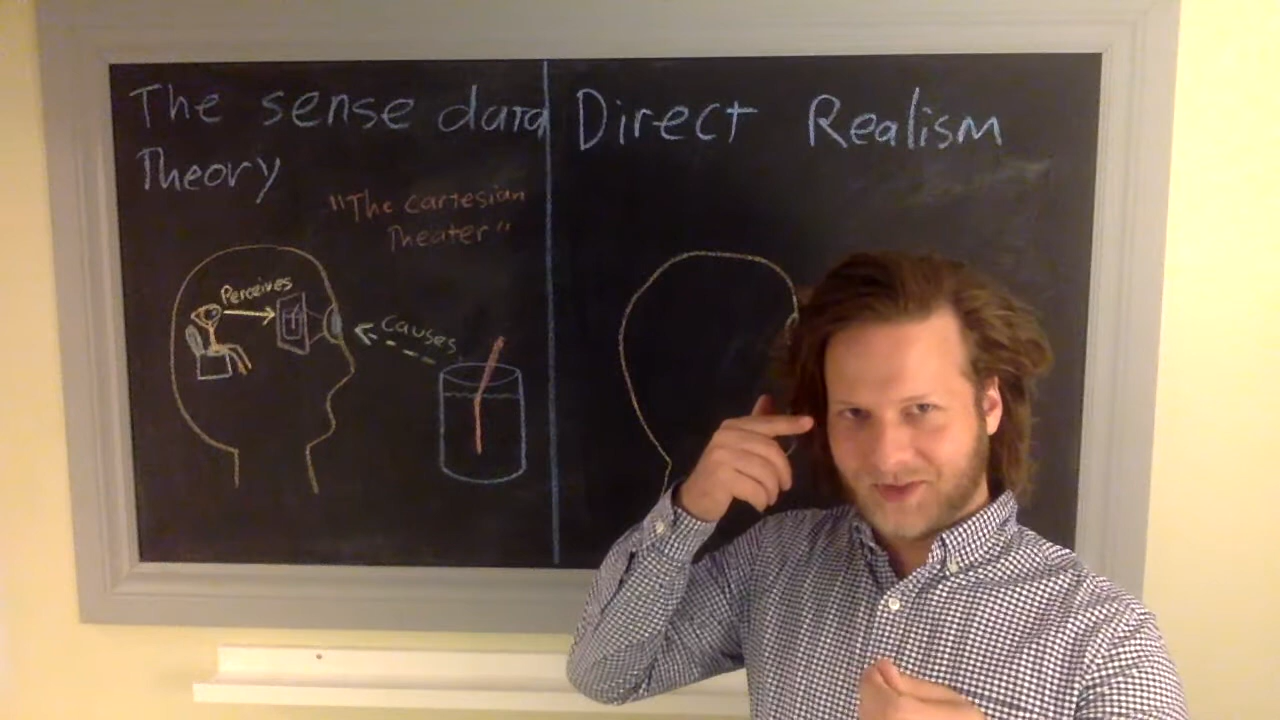 The sense data
Theory
"The Cartesian
Theater"
Perceives
causes
Direct Realism